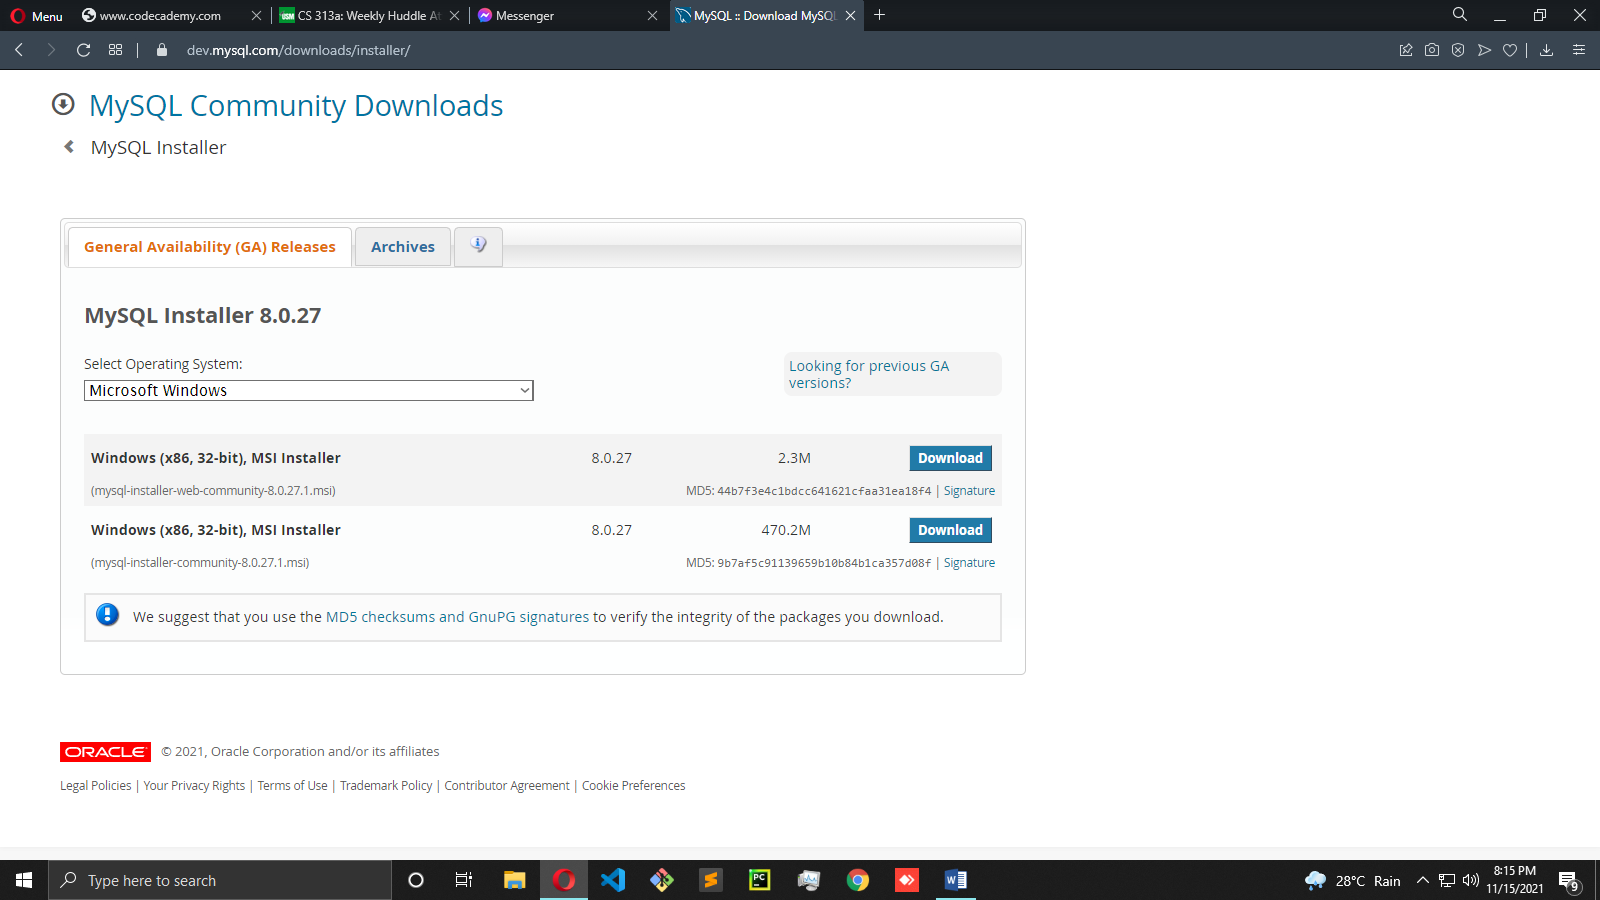 Menu
www.codecademy.com
CS 313a: Weekly Huddle At
Messenger
MySQL :: Download MySQL
dev.mysql.com/downloads/installer/
MySQL Community Downloads
MySQL Installer
General Availability (GA) Releases
Archives
MySQL Installer 8.0.27
Select Operating System:
Microsoft Windows
Looking for previous GA
versions?
Windows (x86, 32-bit), MSI Installer 8.0.27 2.3M Download
(mysql-installer-web-community-8.0.27.1.msi) MD5: 44b7f3e4c1bdcc641621cfaa31ea18f4 | Signature
Windows (x86, 32-bit), MSI Installer 8.0.27 470.2M Download
(mysql-installer-community-8.0.27.1.msi) MD5: 9b7af5c91139659b10b84b1ca357d08f | Signature
We suggest that you use the MD5 checksums and GnuPG signatures to verify the integrity of the packages you download.
ORACLE © 2021, Oracle Corporation and/or its affiliates
Legal Policies | Your Privacy Rights | Terms of Use | Trademark Policy | Contributor Agreement | Cookie Preferences
Type here to search
PC
W
28°C Rain
8:15 PM
11/15/2021
9